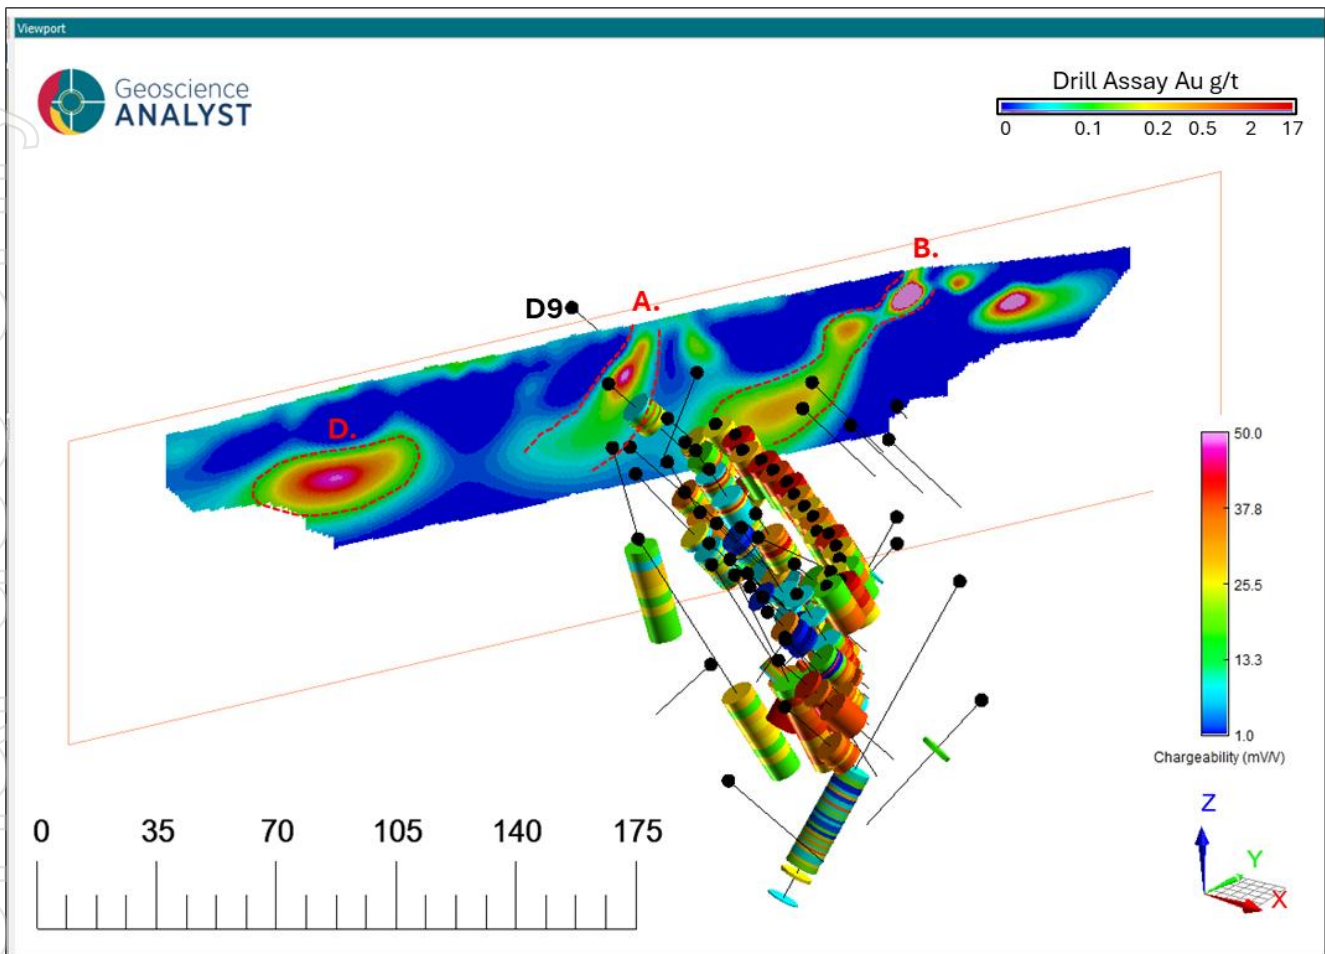 Viewport
Geoscience
ANALYST
Drill Assay Au g/t
0 0.1 0.2 0.5 2 17
B.
A.
D9
D.
50.0
37.8
25.5
13.3
1.0
Chargeability (mV/V)
0 35 70 105 140 175
Z
Y
X